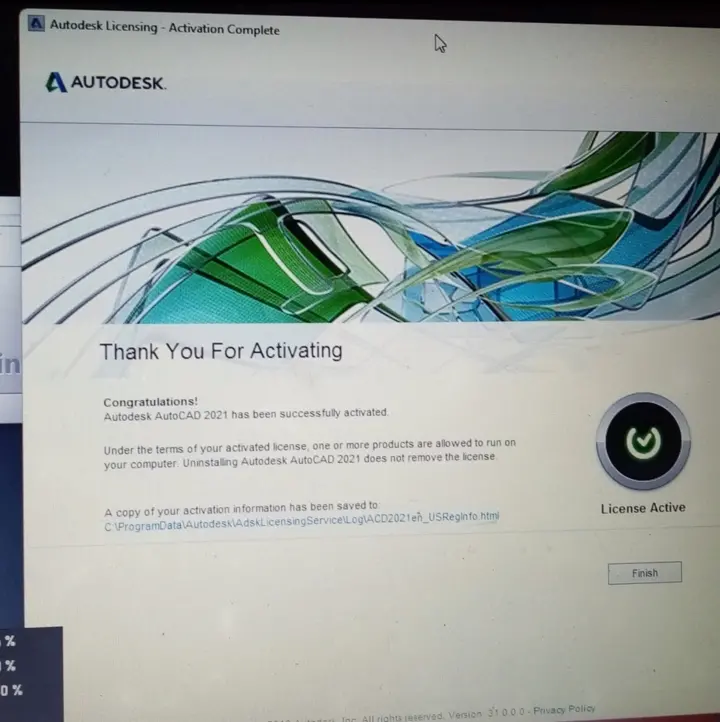 Autodesk Licensing - Activation Complete
AUTODESK.
in
Thank You For Activating
Congratulations!
Autodesk AutoCAD 2021 has been successfully activated.
Under the terms of your activated license, one or more products are allowed to run on
your computer. Uninstalling Autodesk AutoCAD 2021 does not remove the license.
A copy of your activation information has been saved to:
C:\ProgramData\Autodesk\AdskLicensingService\Log\ACD2021en_USRegInfo.html
License Active
Finish
%
%
0 %
Inc. All rights reserved. Version: 31.0.0.0 - Privacy Policy